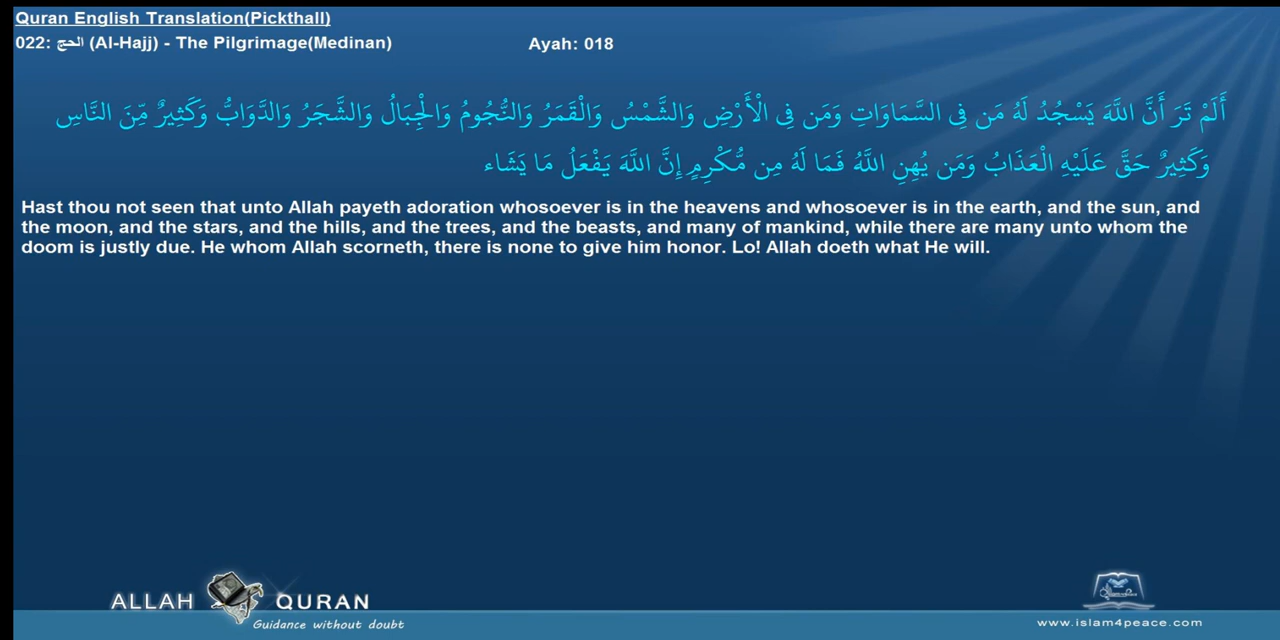 Quran English Translation(Pickthall)
022: الحج (Al-Hajj) - The Pilgrimage(Medinan) Ayah: 018
أَلَمْ تَرَ أَنَّ اللَّهَ يَسْجُدُ لَهُ مَن فِي السَّمَاوَاتِ وَمَن فِي الْأَرْضِ وَالشَّمْسُ وَالْقَمَرُ وَالنُّجُومُ وَالْجِبَالُ وَالشَّجَرُ وَالدَّوَابُّ وَكَثِيرٌ مِّنَ النَّاسِ
وَكَثِيرٌ حَقَّ عَلَيْهِ الْعَذَابُ وَمَن يُهِنِ اللَّهُ فَمَا لَهُ مِن مُّكْرِمٍ إِنَّ اللَّهَ يَفْعَلُ مَا يَشَاء
Hast thou not seen that unto Allah payeth adoration whosoever is in the heavens and whosoever is in the earth, and the sun, and
the moon, and the stars, and the hills, and the trees, and the beasts, and many of mankind, while there are many unto whom the
doom is justly due. He whom Allah scorneth, there is none to give him honor. Lo! Allah doeth what He will.
ALLAH QURAN
Guidance without doubt
www.islam4peace.com